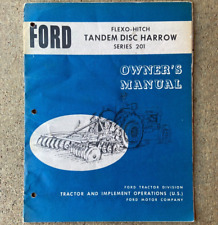 FORD
FLEXO-HITCH
TANDEM DISC HARROW
SERIES 201
OWNER'S
MANUAL
FORD TRACTOR DIVISION
TRACTOR AND IMPLEMENT OPERATIONS (U.S.)
FORD MOTOR COMPANY